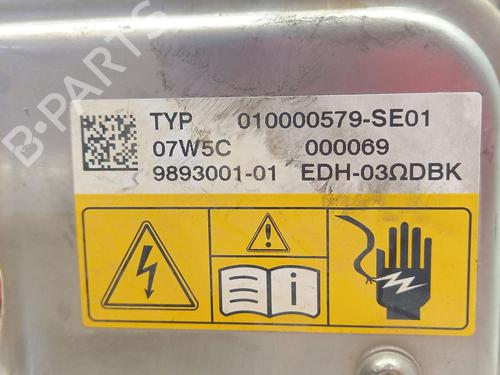 B-PARTS
TYP 010000579-SE01
07W5C 000069
9893001-01 EDH-03ΩDBK